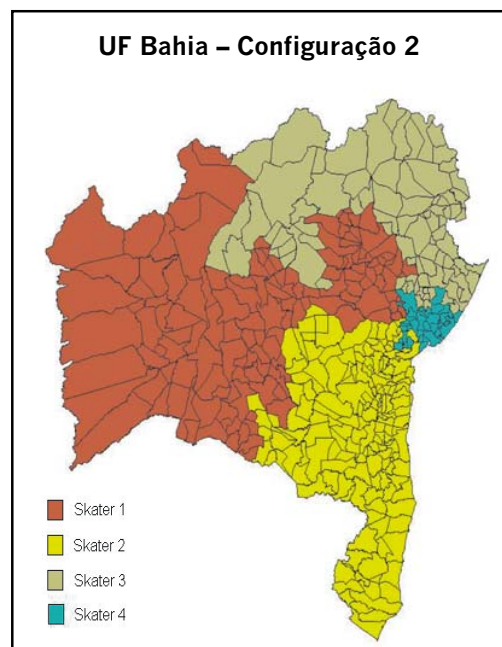 UF Bahia – Configuração 2
Skater 1
Skater 2
Skater 3
Skater 4